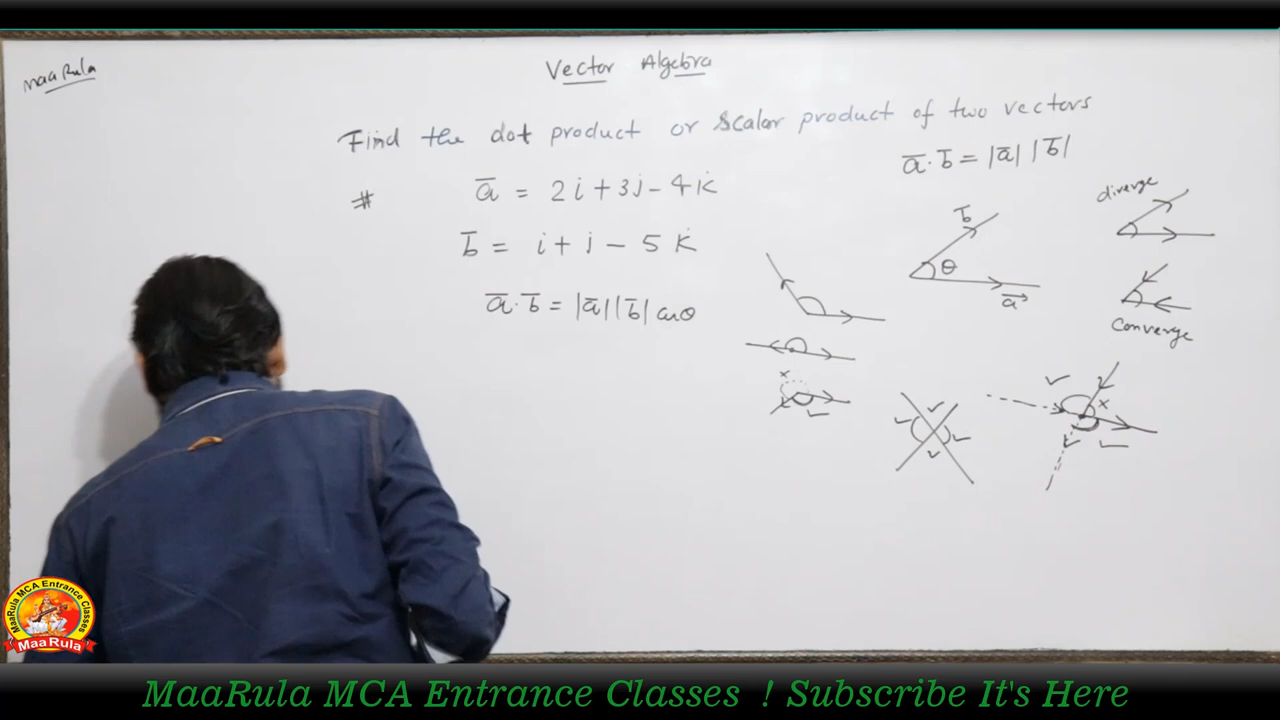 MaaRula
Vector Algebra
Find the dot product or Scalar product of two vectors
a̅·b̅ = |a̅| |b̅|
# a̅ = 2i + 3j - 4k
b̅ = i + j - 5k
a̅·b̅ = |a̅| |b̅| cosθ
b̅
θ
a⃗
diverge
Converge
MaaRula MCA Entrance Classes
MaaRula
MaaRula MCA Entrance Classes ! Subscribe It's Here